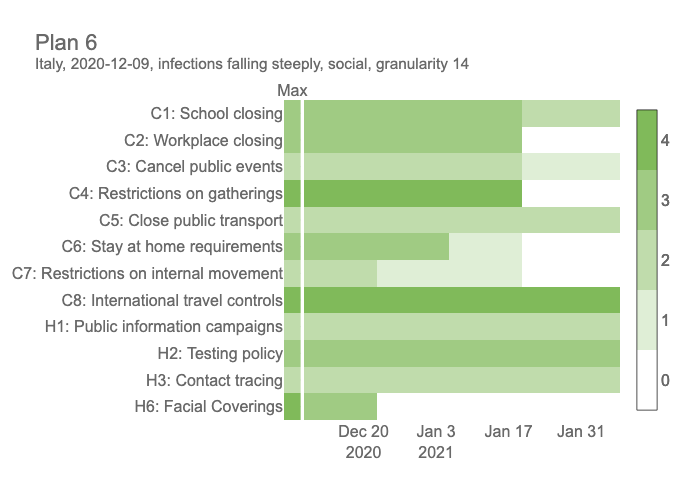 Plan 6
Italy, 2020-12-09, infections falling steeply, social, granularity 14
Max
C1: School closing
C2: Workplace closing
C3: Cancel public events
C4: Restrictions on gatherings
C5: Close public transport
C6: Stay at home requirements
C7: Restrictions on internal movement
C8: International travel controls
H1: Public information campaigns
H2: Testing policy
H3: Contact tracing
H6: Facial Coverings
Dec 20 Jan 3 Jan 17 Jan 31
2020 2021
4
3
2
1
0